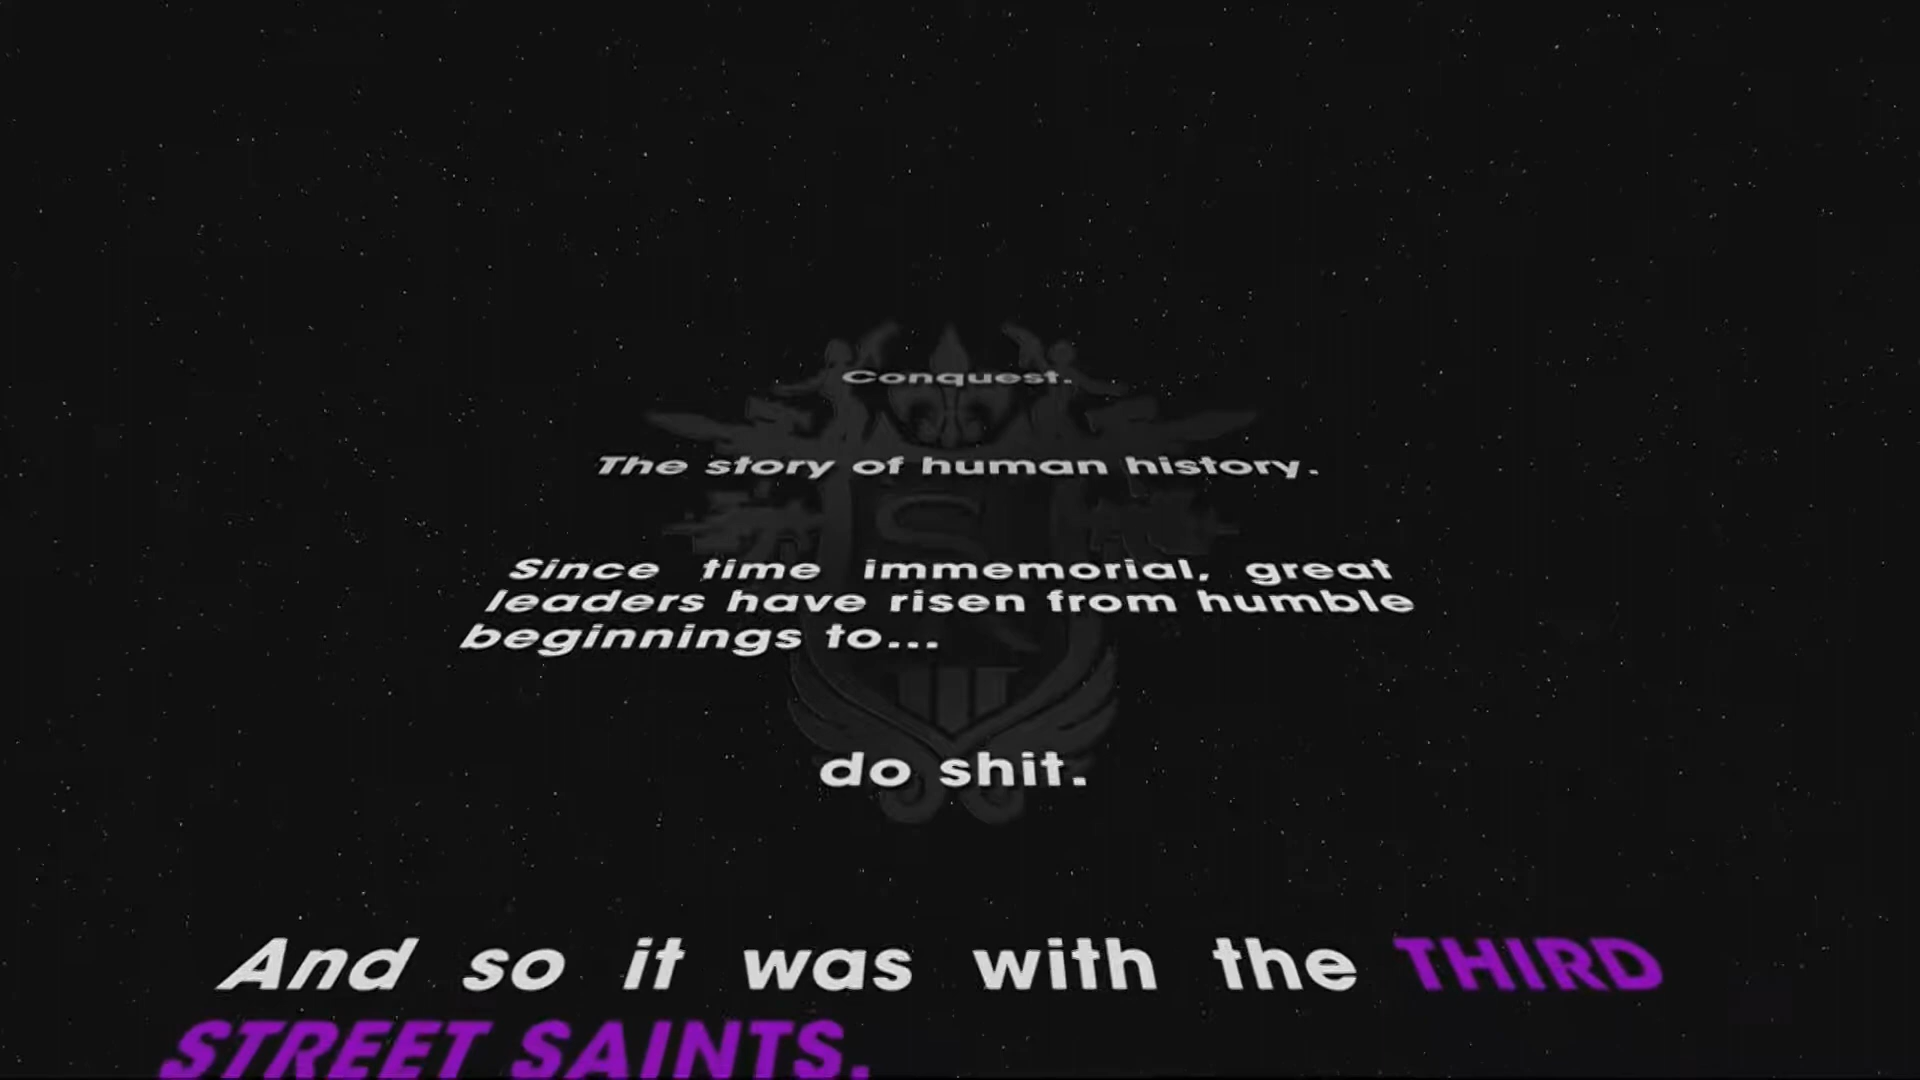 Conquest.
The story of human history.
Since time immemorial, great
leaders have risen from humble
beginnings to...
do shit.
And so it was with the THIRD
STREET SAINTS.